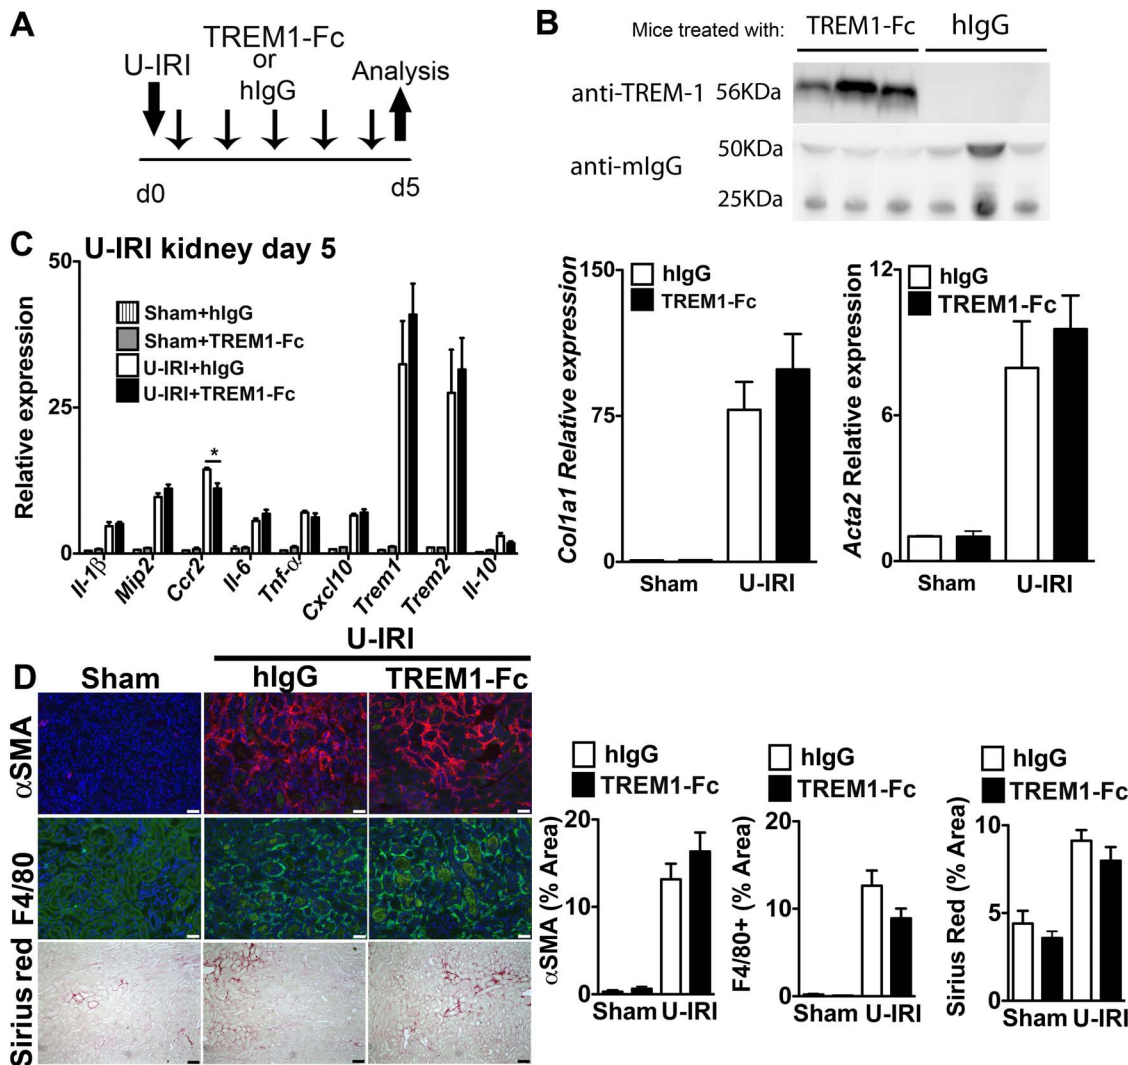 A
U-IRI
TREM1-Fc
or
hIgG
Analysis
d0
d5
B
Mice treated with: TREM1-Fc hIgG
anti-TREM-1 56KDa
anti-mIgG 50KDa
25KDa
C U-IRI kidney day 5
Relative expression
50
25
0
Sham+hIgG
Sham+TREM1-Fc
U-IRI+hIgG
U-IRI+TREM1-Fc
*
Il-1β Mip2 Ccr2 Il-6 Tnf-α Cxcl10 Trem1 Trem2 Il-10
Col1a1 Relative expression
150
75
0
hIgG
TREM1-Fc
Sham U-IRI
Acta2 Relative expression
12
6
0
hIgG
TREM1-Fc
Sham U-IRI
D
U-IRI
Sham hIgG TREM1-Fc
αSMA
F4/80
Sirius red
hIgG
TREM1-Fc
αSMA (% Area)
20
10
0
Sham U-IRI
hIgG
TREM1-Fc
F4/80+ (% Area)
20
10
0
Sham U-IRI
hIgG
TREM1-Fc
Sirius Red (% Area)
10
5
0
Sham U-IRI